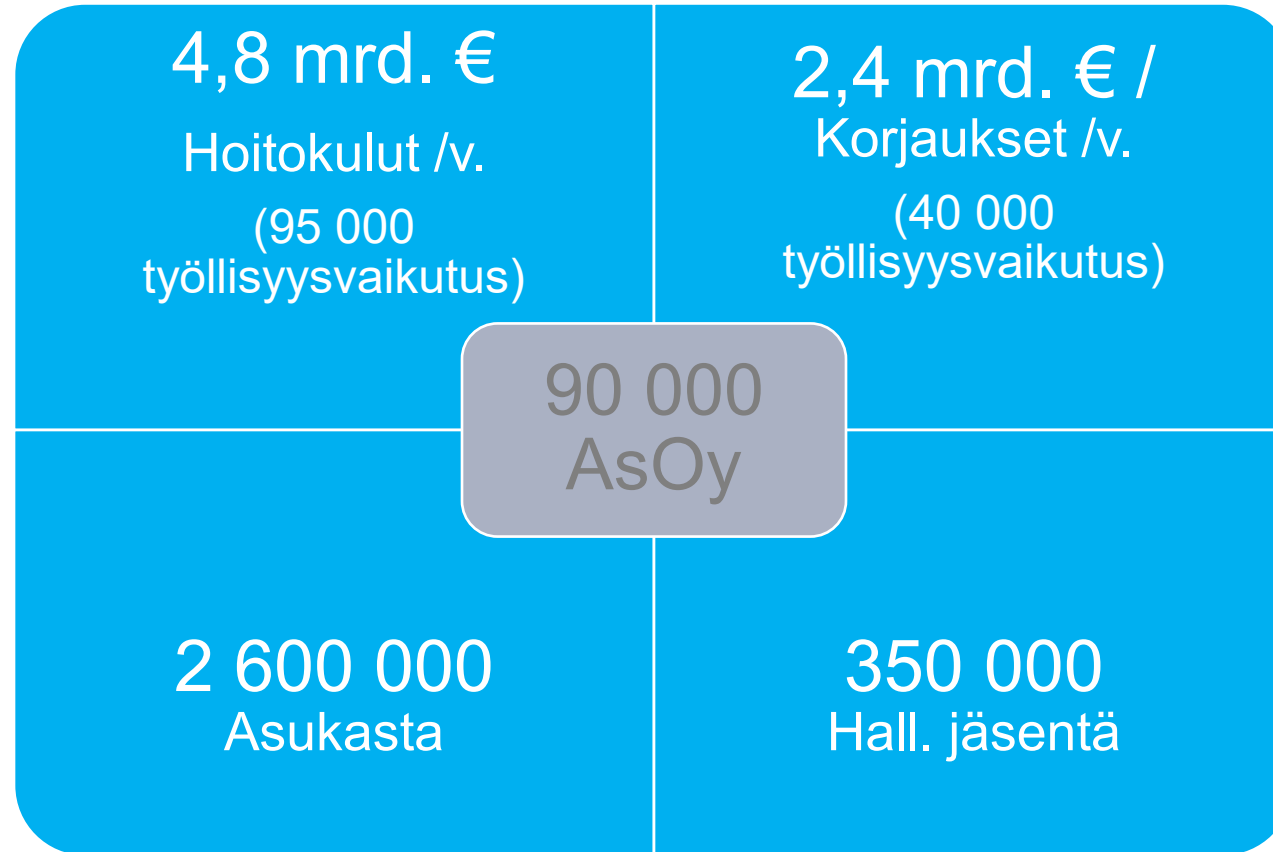 4,8 mrd. €
Hoitokulut /v.
(95 000
työllisyysvaikutus)
2,4 mrd. € /
Korjaukset /v.
(40 000
työllisyysvaikutus)
90 000
AsOy
2 600 000
Asukasta
350 000
Hall. jäsentä